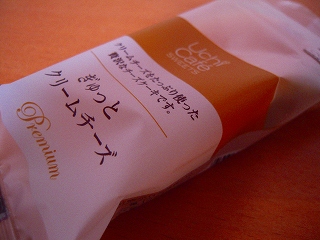 Uchi
Café
SWEETS
クリームチーズをたっぷり使った
贅沢なチーズケーキです。
ぎゅっと
クリームチーズ
Premium